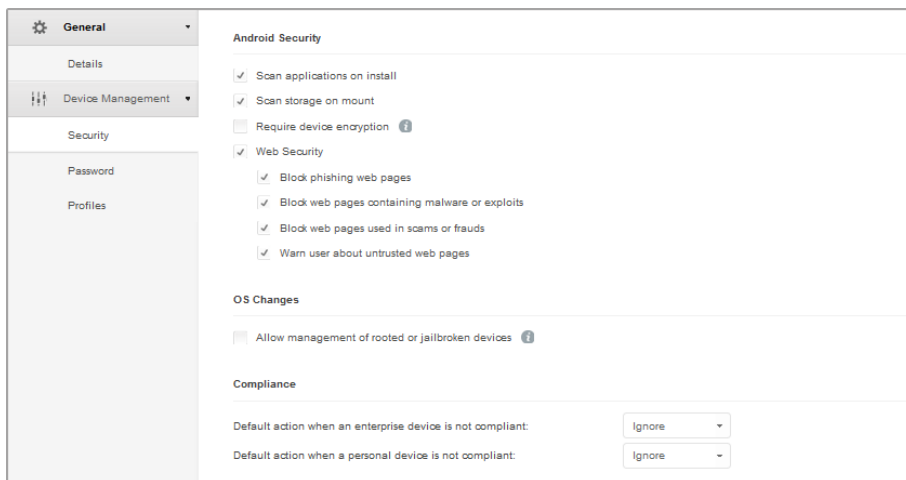 General
Details
Device Management
Security
Password
Profiles
Android Security
Scan applications on install
Scan storage on mount
Require device encryption
Web Security
Block phishing web pages
Block web pages containing malware or exploits
Block web pages used in scams or frauds
Warn user about untrusted web pages
OS Changes
Allow management of rooted or jailbroken devices
Compliance
Default action when an enterprise device is not compliant: Ignore
Default action when a personal device is not compliant: Ignore